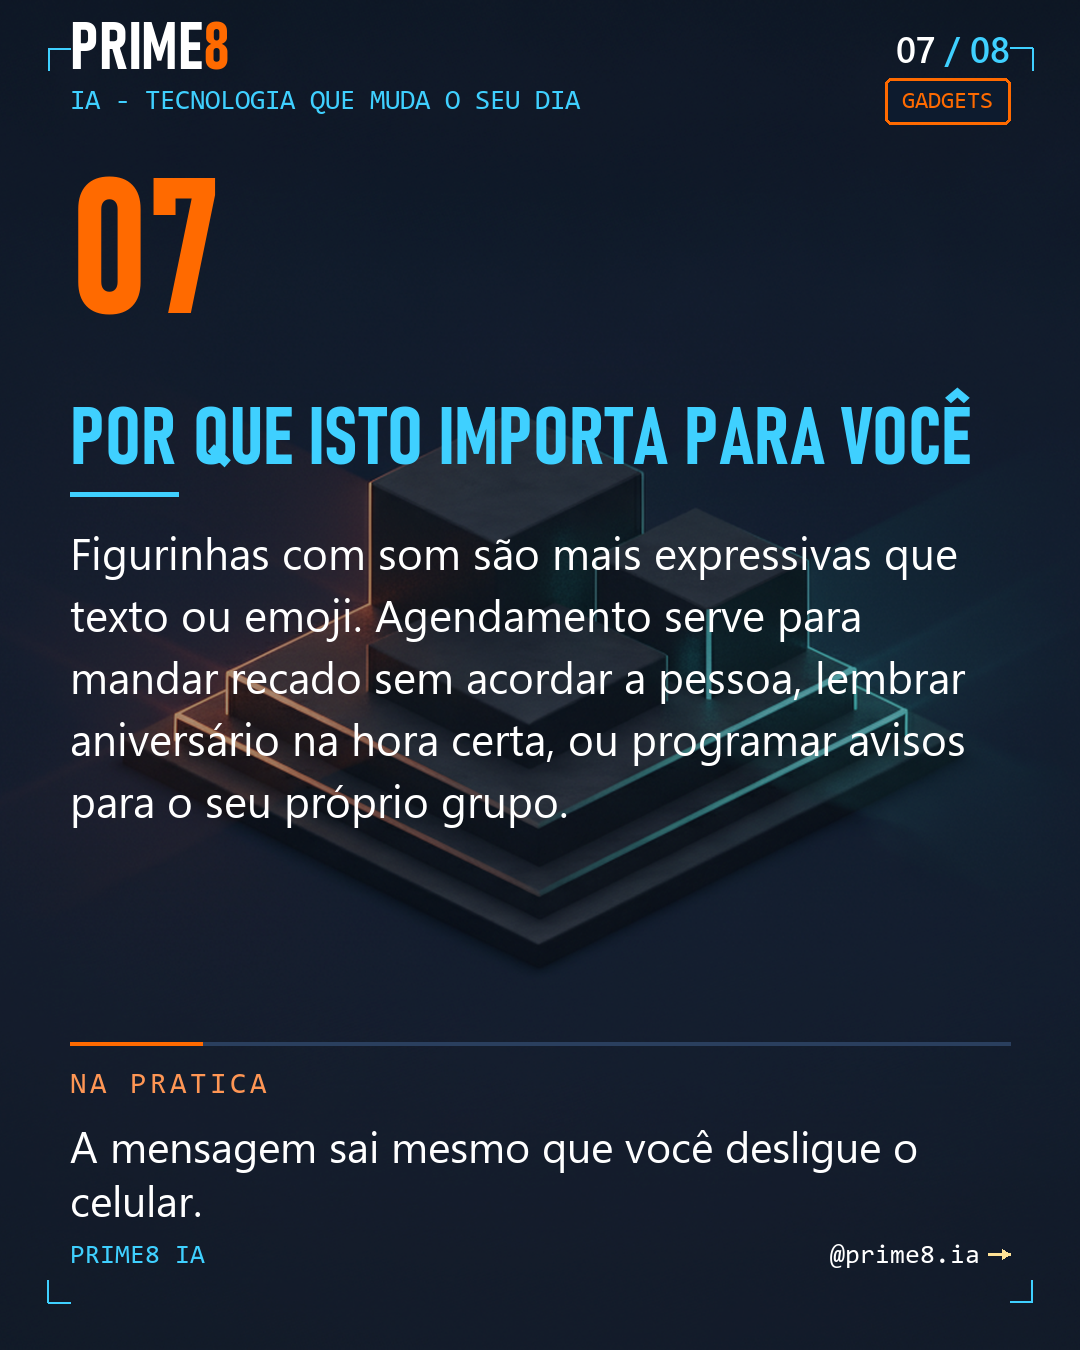 PRIME8
07 / 08
IA - TECNOLOGIA QUE MUDA O SEU DIA
GADGETS
07
POR QUE ISTO IMPORTA PARA VOCÊ
Figurinhas com som são mais expressivas que
texto ou emoji. Agendamento serve para
mandar recado sem acordar a pessoa, lembrar
aniversário na hora certa, ou programar avisos
para o seu próprio grupo.
NA PRATICA
A mensagem sai mesmo que você desligue o
celular.
PRIME8 IA
@prime8.ia